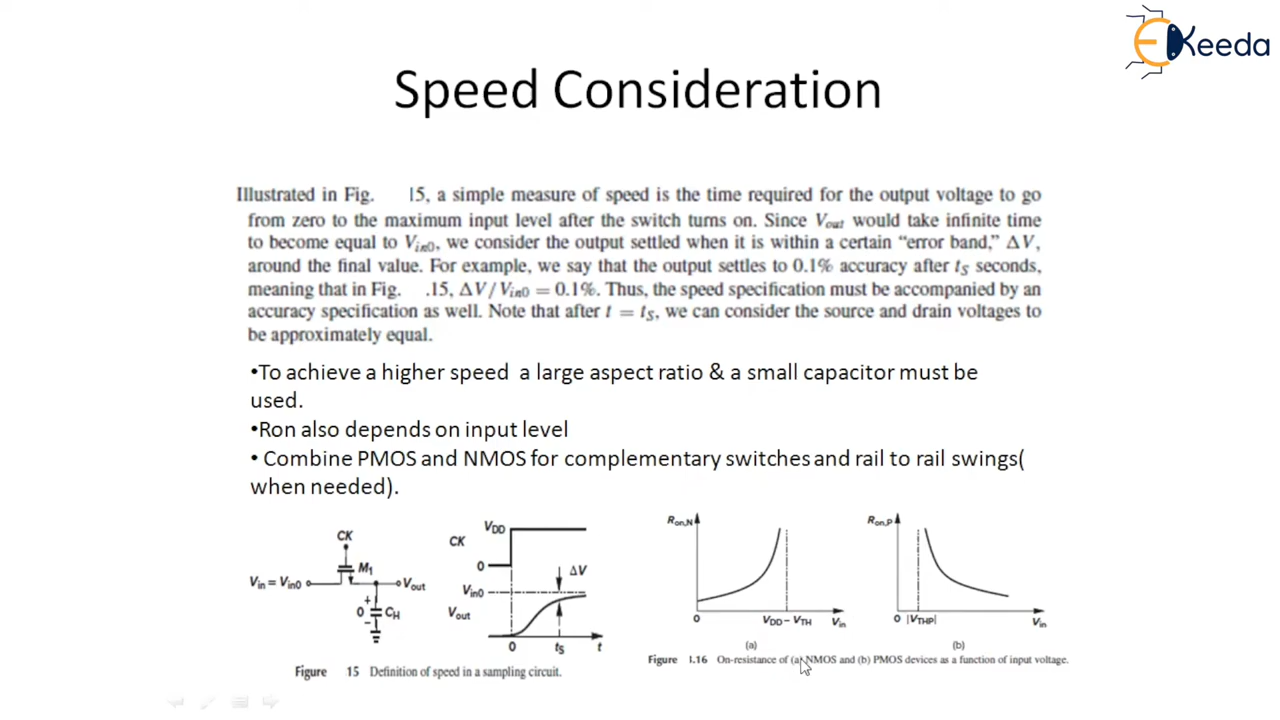 EKeeda
Speed Consideration
Illustrated in Fig. 15, a simple measure of speed is the time required for the output voltage to go
from zero to the maximum input level after the switch turns on. Since Vout would take infinite time
to become equal to Vin0, we consider the output settled when it is within a certain “error band,” ΔV,
around the final value. For example, we say that the output settles to 0.1% accuracy after tS seconds,
meaning that in Fig. .15, ΔV/Vin0 = 0.1%. Thus, the speed specification must be accompanied by an
accuracy specification as well. Note that after t = tS, we can consider the source and drain voltages to
be approximately equal.
•To achieve a higher speed a large aspect ratio & a small capacitor must be
used.
•Ron also depends on input level
• Combine PMOS and NMOS for complementary switches and rail to rail swings(
when needed).
CK
Vin = Vin0
M1
Vout
+
0
CH
−
CK
VDD
0
ΔV
Vin0
Vout
0
tS
t
Figure 15 Definition of speed in a sampling circuit.
Ron,N
0
VDD − VTH
Vin
(a)
Ron,P
0
|VTHP|
Vin
(b)
Figure 1.16 On-resistance of (a) NMOS and (b) PMOS devices as a function of input voltage.